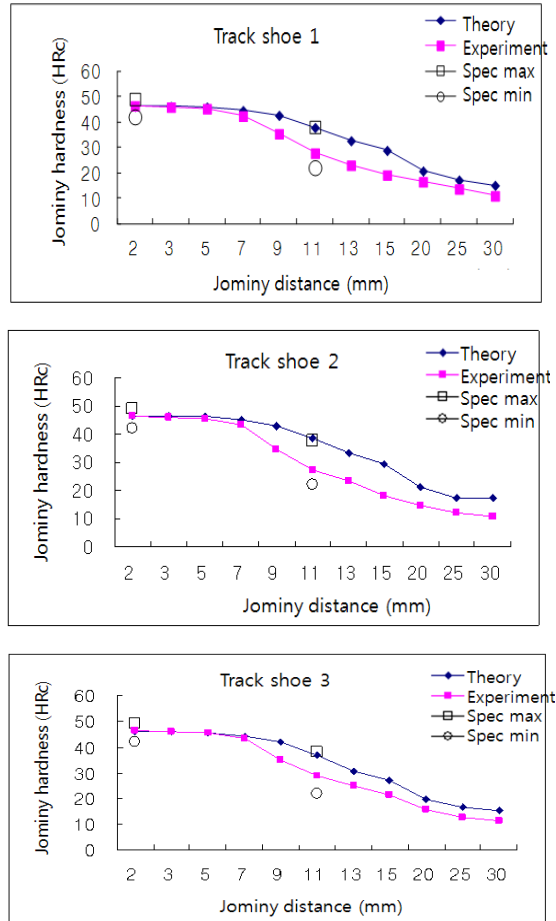 Track shoe 1
Theory
Experiment
Spec max
Spec min
Jominy hardness (HRc)
60
50
40
30
20
10
0
2 3 5 7 9 11 13 15 20 25 30
Jominy distance (mm)
Track shoe 2
Theory
Experiment
Spec max
Spec min
Jominy hardness (HRc)
60
50
40
30
20
10
0
2 3 5 7 9 11 13 15 20 25 30
Jominy distance (mm)
Track shoe 3
Theory
Experiment
Spec max
Spec min
Jominy hardness (HRc)
60
50
40
30
20
10
0
2 3 5 7 9 11 13 15 20 25 30
Jominy distance (mm)